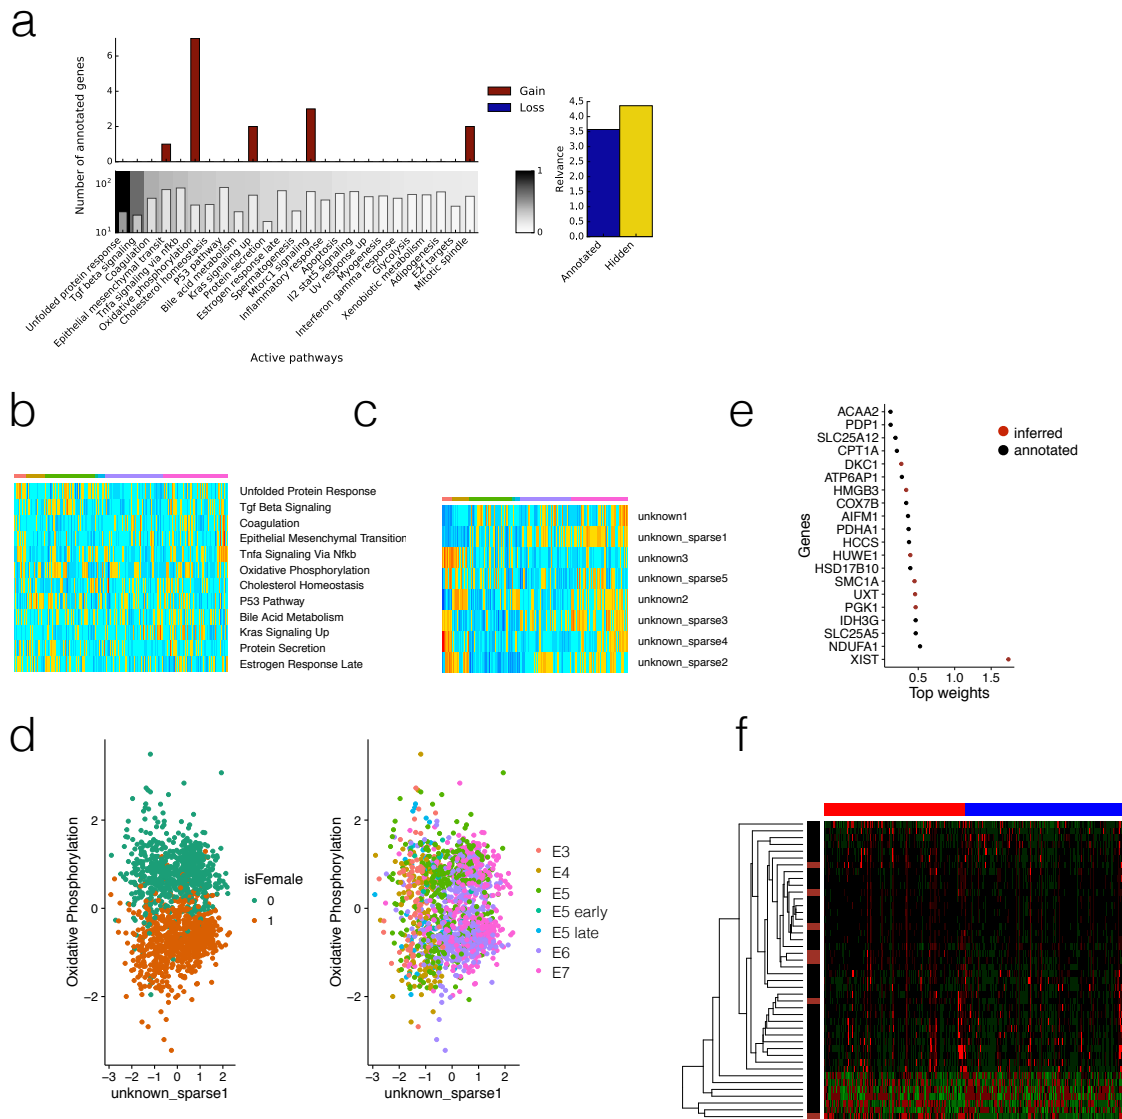 a
Number of annotated genes
6
4
2
0
10²
10¹
Unfolded protein response
Tgf beta signaling
Coagulation
Epithelial mesenchymal transit
Tnfa signaling via nfkb
Oxidative phosphorylation
Cholesterol homeostasis
P53 pathway
Bile acid metabolism
Kras signaling up
Protein secretion
Estrogen response late
Spermatogenesis
Mtorc1 signaling
Inflammatory response
Apoptosis
Il2 stat5 signaling
Uv response up
Myogenesis
Interferon gamma response
Glycolysis
Xenobiotic metabolism
Adipogenesis
E2f targets
Mitotic spindle
Active pathways
Gain
Loss
1
0
Relvance
4.5
4.0
3.5
3.0
2.5
2.0
1.5
1.0
0.5
0.0
Annotated
Hidden
b
Unfolded Protein Response
Tgf Beta Signaling
Coagulation
Epithelial Mesenchymal Transition
Tnfa Signaling Via Nfkb
Oxidative Phosphorylation
Cholesterol Homeostasis
P53 Pathway
Bile Acid Metabolism
Kras Signaling Up
Protein Secretion
Estrogen Response Late
c
unknown1
unknown_sparse1
unknown3
unknown_sparse5
unknown2
unknown_sparse3
unknown_sparse4
unknown_sparse2
e
Genes
ACAA2
PDP1
SLC25A12
CPT1A
DKC1
ATP6AP1
HMGB3
COX7B
AIFM1
PDHA1
HCCS
HUWE1
HSD17B10
SMC1A
UXT
PGK1
IDH3G
SLC25A5
NDUFA1
XIST
0.5 1.0 1.5
Top weights
inferred
annotated
d
Oxidative Phosphorylation
2
0
−2
−3 −2 −1 0 1 2
unknown_sparse1
isFemale
0
1
Oxidative Phosphorylation
2
0
−2
−3 −2 −1 0 1 2
unknown_sparse1
E3
E4
E5
E5 early
E5 late
E6
E7
f